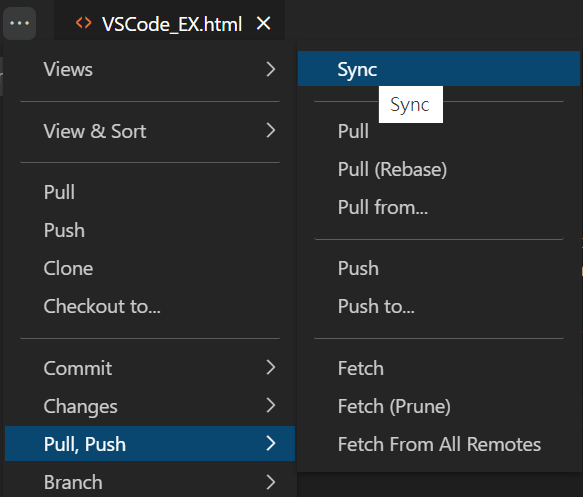 ··· <> VSCode_EX.html ×
Views
View & Sort
Pull
Push
Clone
Checkout to...
Commit
Changes
Pull, Push
Branch
Sync
Sync
Pull
Pull (Rebase)
Pull from...
Push
Push to...
Fetch
Fetch (Prune)
Fetch From All Remotes